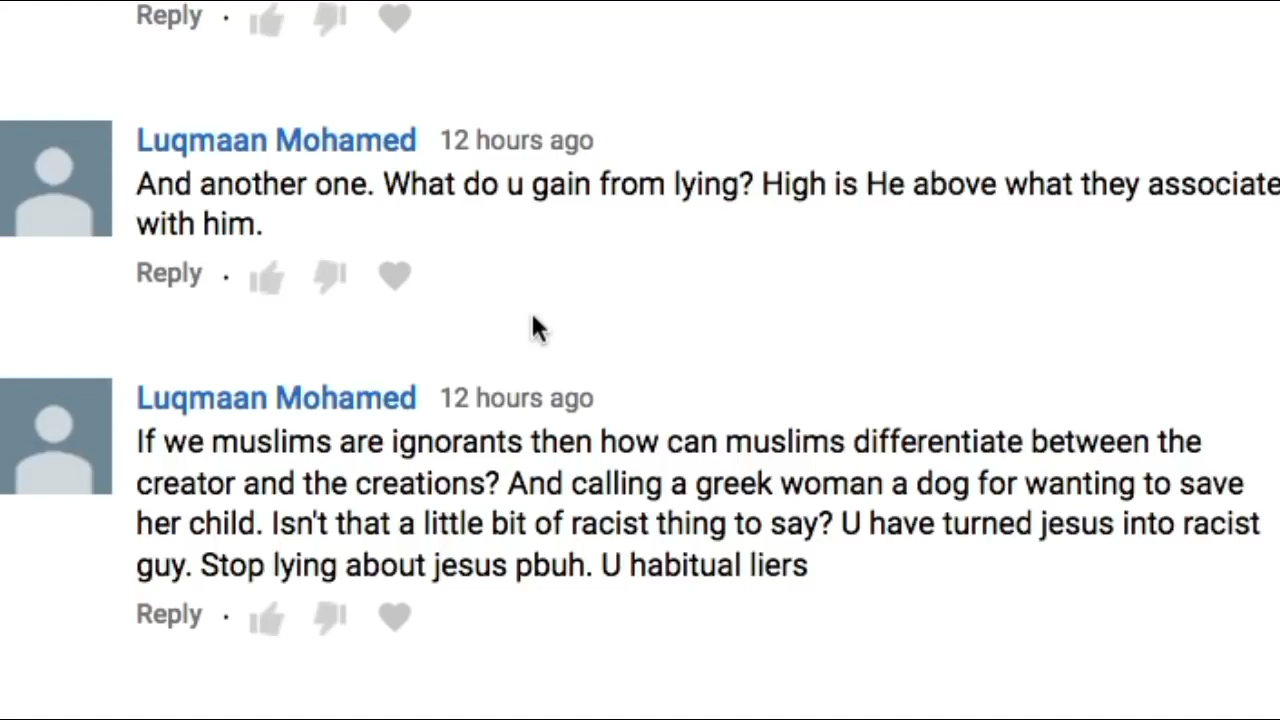 Reply ·
Luqmaan Mohamed 12 hours ago
And another one. What do u gain from lying? High is He above what they associate
with him.
Reply ·
Luqmaan Mohamed 12 hours ago
If we muslims are ignorants then how can muslims differentiate between the
creator and the creations? And calling a greek woman a dog for wanting to save
her child. Isn't that a little bit of racist thing to say? U have turned jesus into racist
guy. Stop lying about jesus pbuh. U habitual liers
Reply ·